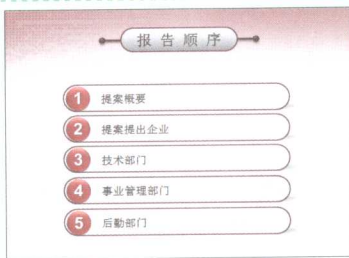 报告顺序
1 提案概要
2 提案提出企业
3 技术部门
4 事业管理部门
5 后勤部门